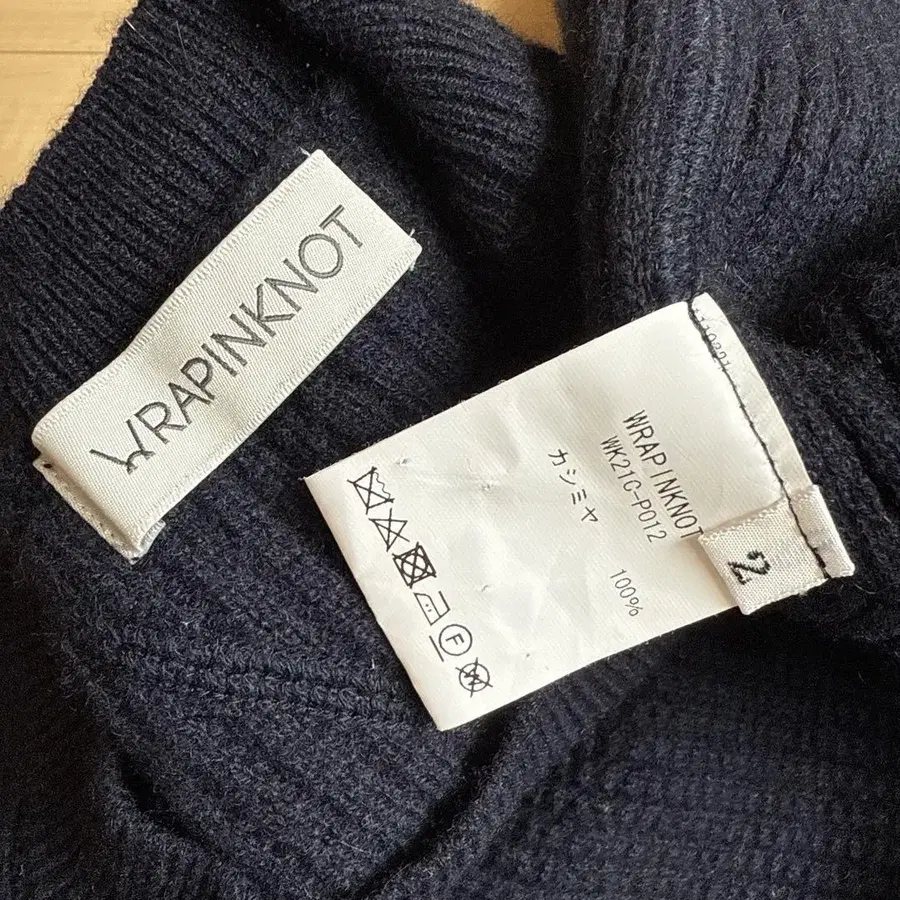 WRAPINKNOT
WRAPINKNOT
WK21C-P012
カシミヤ
100%
2
F
W